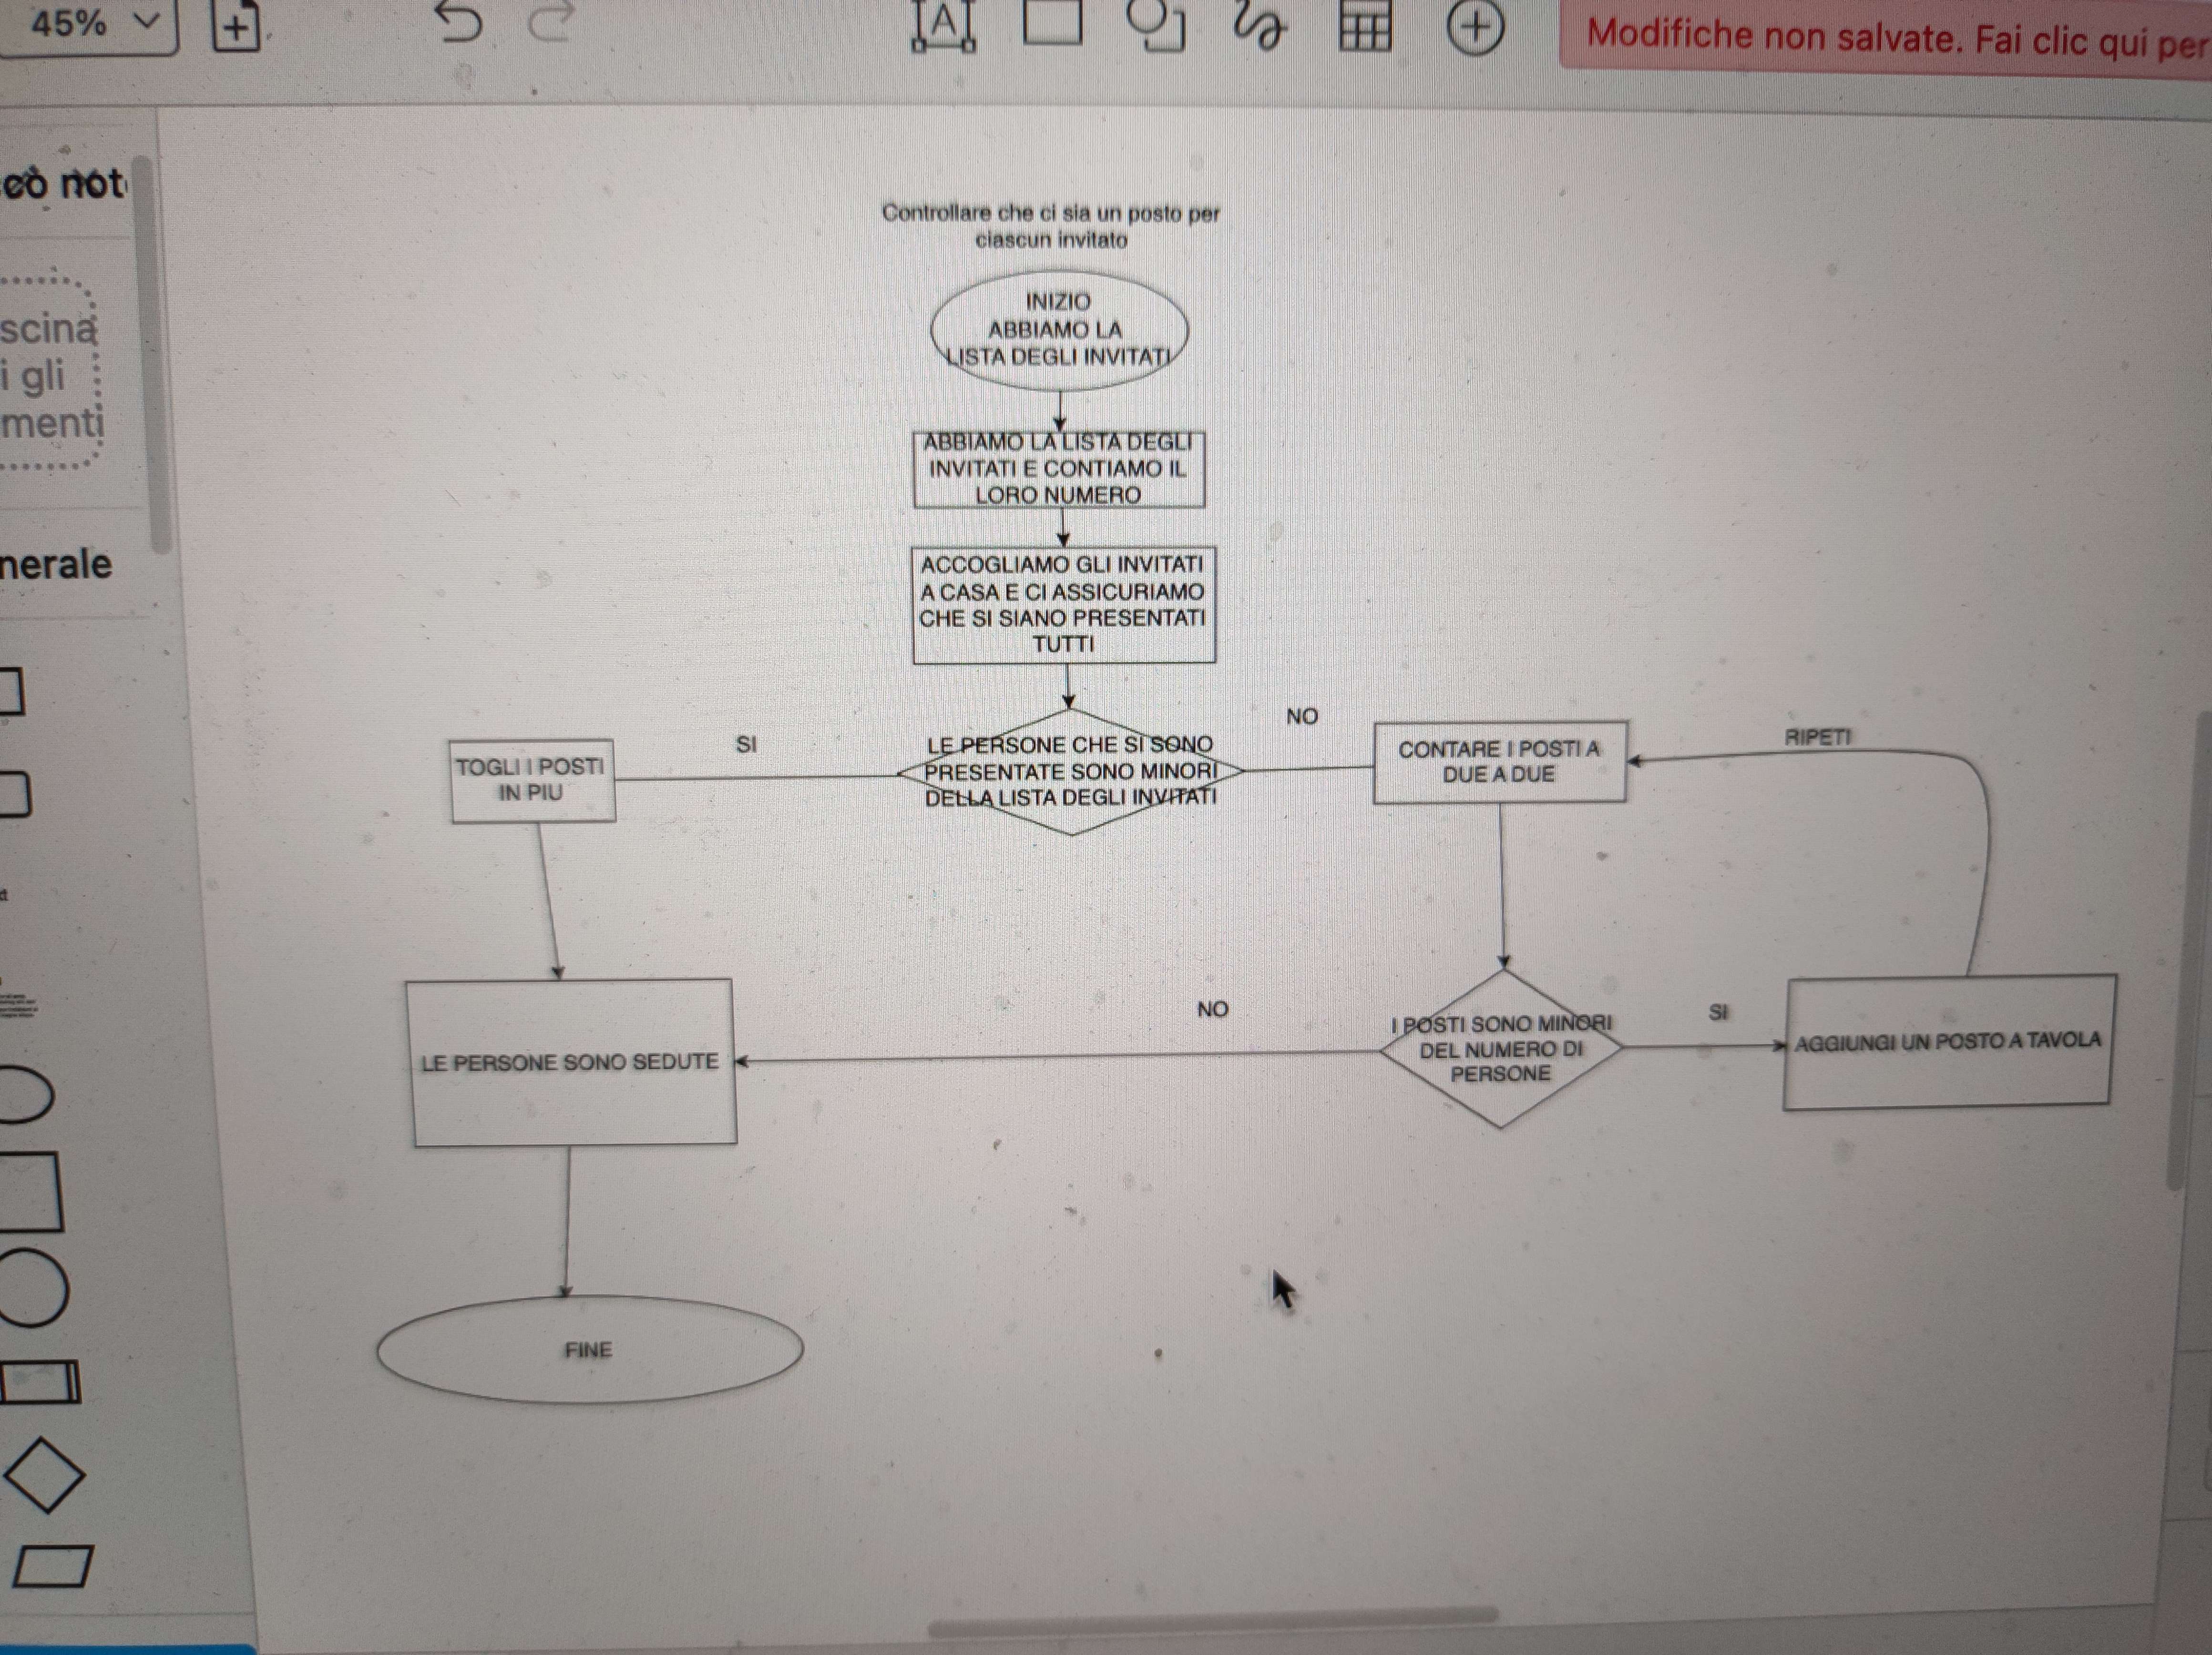 45%
Modifiche non salvate. Fai clic qui per
not
scina
i gli
menti
nerale
Controllare che ci sia un posto per
ciascun invitato
INIZIO
ABBIAMO LA
LISTA DEGLI INVITATI
ABBIAMO LA LISTA DEGLI
INVITATI E CONTIAMO IL
LORO NUMERO
ACCOGLIAMO GLI INVITATI
A CASA E CI ASSICURIAMO
CHE SI SIANO PRESENTATI
TUTTI
LE PERSONE CHE SI SONO
PRESENTATE SONO MINORI
DELLA LISTA DEGLI INVITATI
SI
NO
TOGLI I POSTI
IN PIU
CONTARE I POSTI A
DUE A DUE
RIPETI
LE PERSONE SONO SEDUTE
NO
I POSTI SONO MINORI
DEL NUMERO DI
PERSONE
SI
AGGIUNGI UN POSTO A TAVOLA
FINE